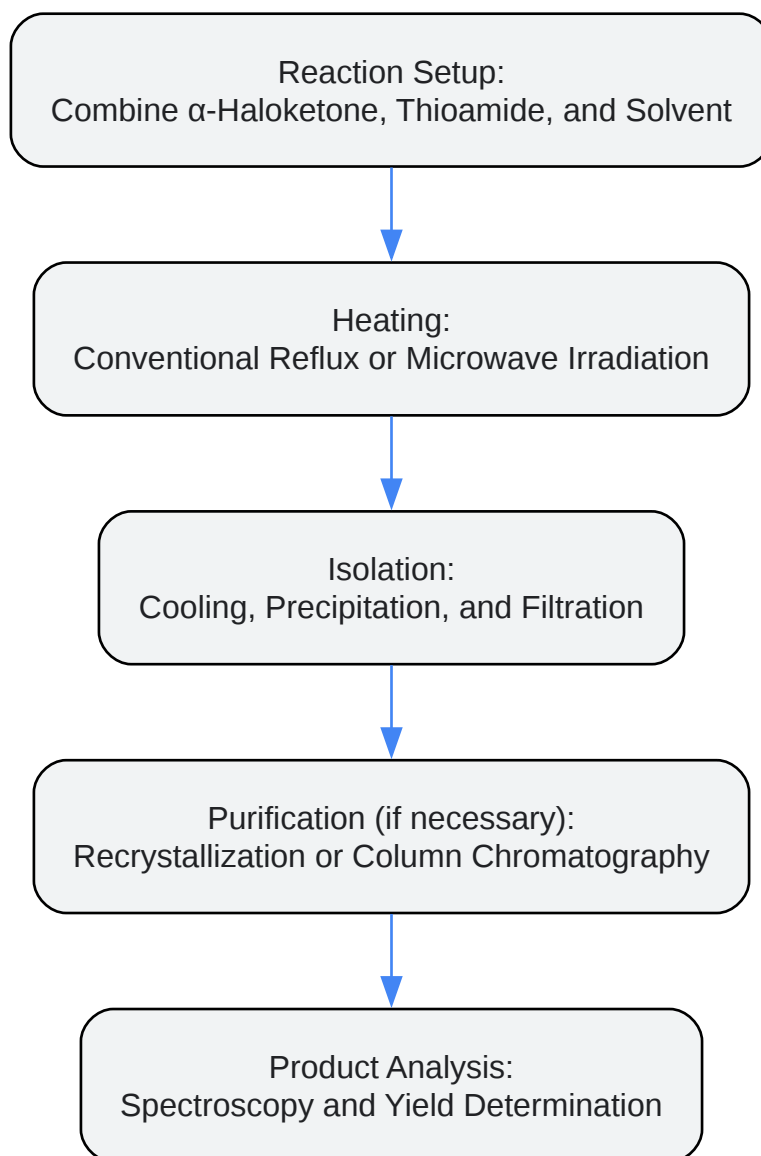 Reaction Setup:
Combine α-Haloketone, Thioamide, and Solvent
Heating:
Conventional Reflux or Microwave Irradiation
Isolation:
Cooling, Precipitation, and Filtration
Purification (if necessary):
Recrystallization or Column Chromatography
Product Analysis:
Spectroscopy and Yield Determination